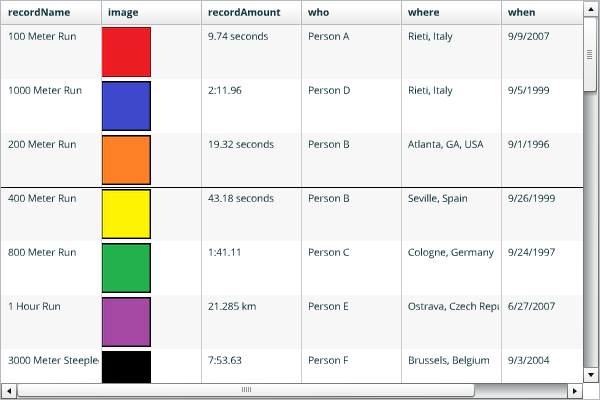 recordName image recordAmount who where when
100 Meter Run 9.74 seconds Person A Rieti, Italy 9/9/2007
1000 Meter Run 2:11.96 Person D Rieti, Italy 9/5/1999
200 Meter Run 19.32 seconds Person B Atlanta, GA, USA 9/1/1996
400 Meter Run 43.18 seconds Person B Seville, Spain 9/26/1999
800 Meter Run 1:41.11 Person C Cologne, Germany 9/24/1997
1 Hour Run 21.285 km Person E Ostrava, Czech Repu 6/27/2007
3000 Meter Steeple 7:53.63 Person F Brussels, Belgium 9/3/2004